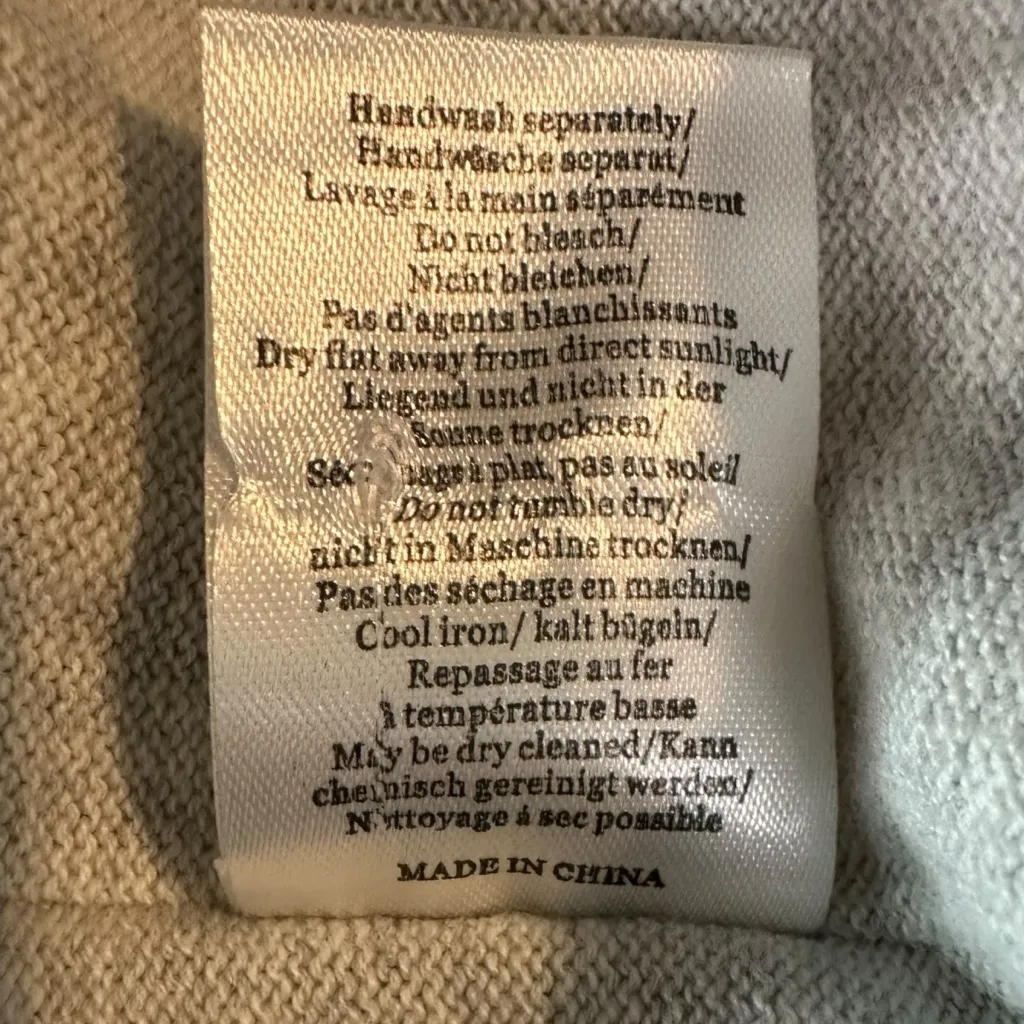 Handwash separately/
Handwäsche separat/
Lavage à la main séparément
Do not bleach/
Nicht bleichen/
Pas d'agents blanchissants
Dry flat away from direct sunlight/
Liegend und nicht in der
Sonne trocknen/
à plat, pas au soleil
Do not tumble dry/
nicht in Maschine trocknen/
Pas des séchage en machine
Cool iron/ kalt bügeln/
Repassage au fer
à température basse
May be dry cleaned/Kann
chemisch gereinigt werden/
Nettoyage à sec possible
MADE IN CHINA